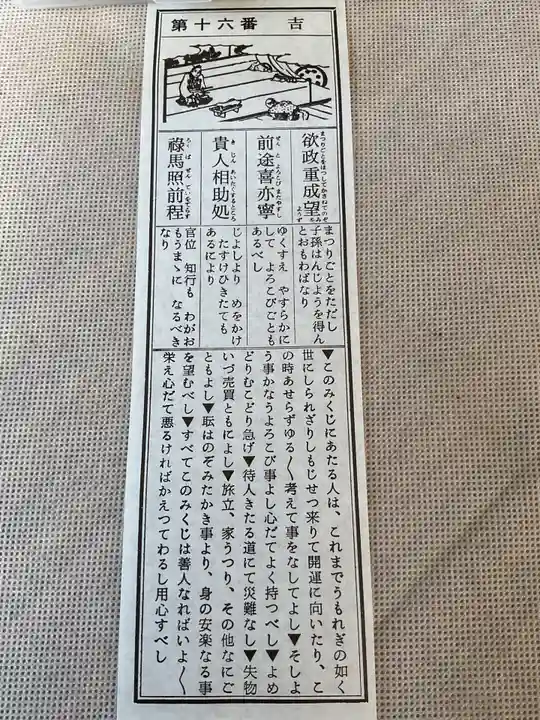 第十六番 吉
欲政重成望
前途喜亦寧
貴人相助処
祿馬照前程
まつりごとをただし
子孫はんじようを得ん
とおもわばなり
ゆくすえ やすらかに
して よろこびごとも
あるべし
じよしより めをかけ
たすけひきたても
あるにより
官位 知行も わがお
もうまゝに なるべき
なり
▼このみくじにあたる人は、これまでうもれぎの如く
世にしられざりしもじせつ来りて開運に向いたり、こ
の時あせらずゆる〱考えて事をなしてよし▼そしよ
う事かなうよろこび事よし心だてよく持つべし▼よめ
どりむこどり急げ▼待人きたる道にて災難なし▼失物
いづ売買ともによし▼旅立、家うつり、その他なにご
ともよし▼ のぞみたかき事より、身の安楽なる事
を望むべし▼すべてこのみくじは善人なればいよ〱
栄え心だて悪るければかえつてわるし用心すべし